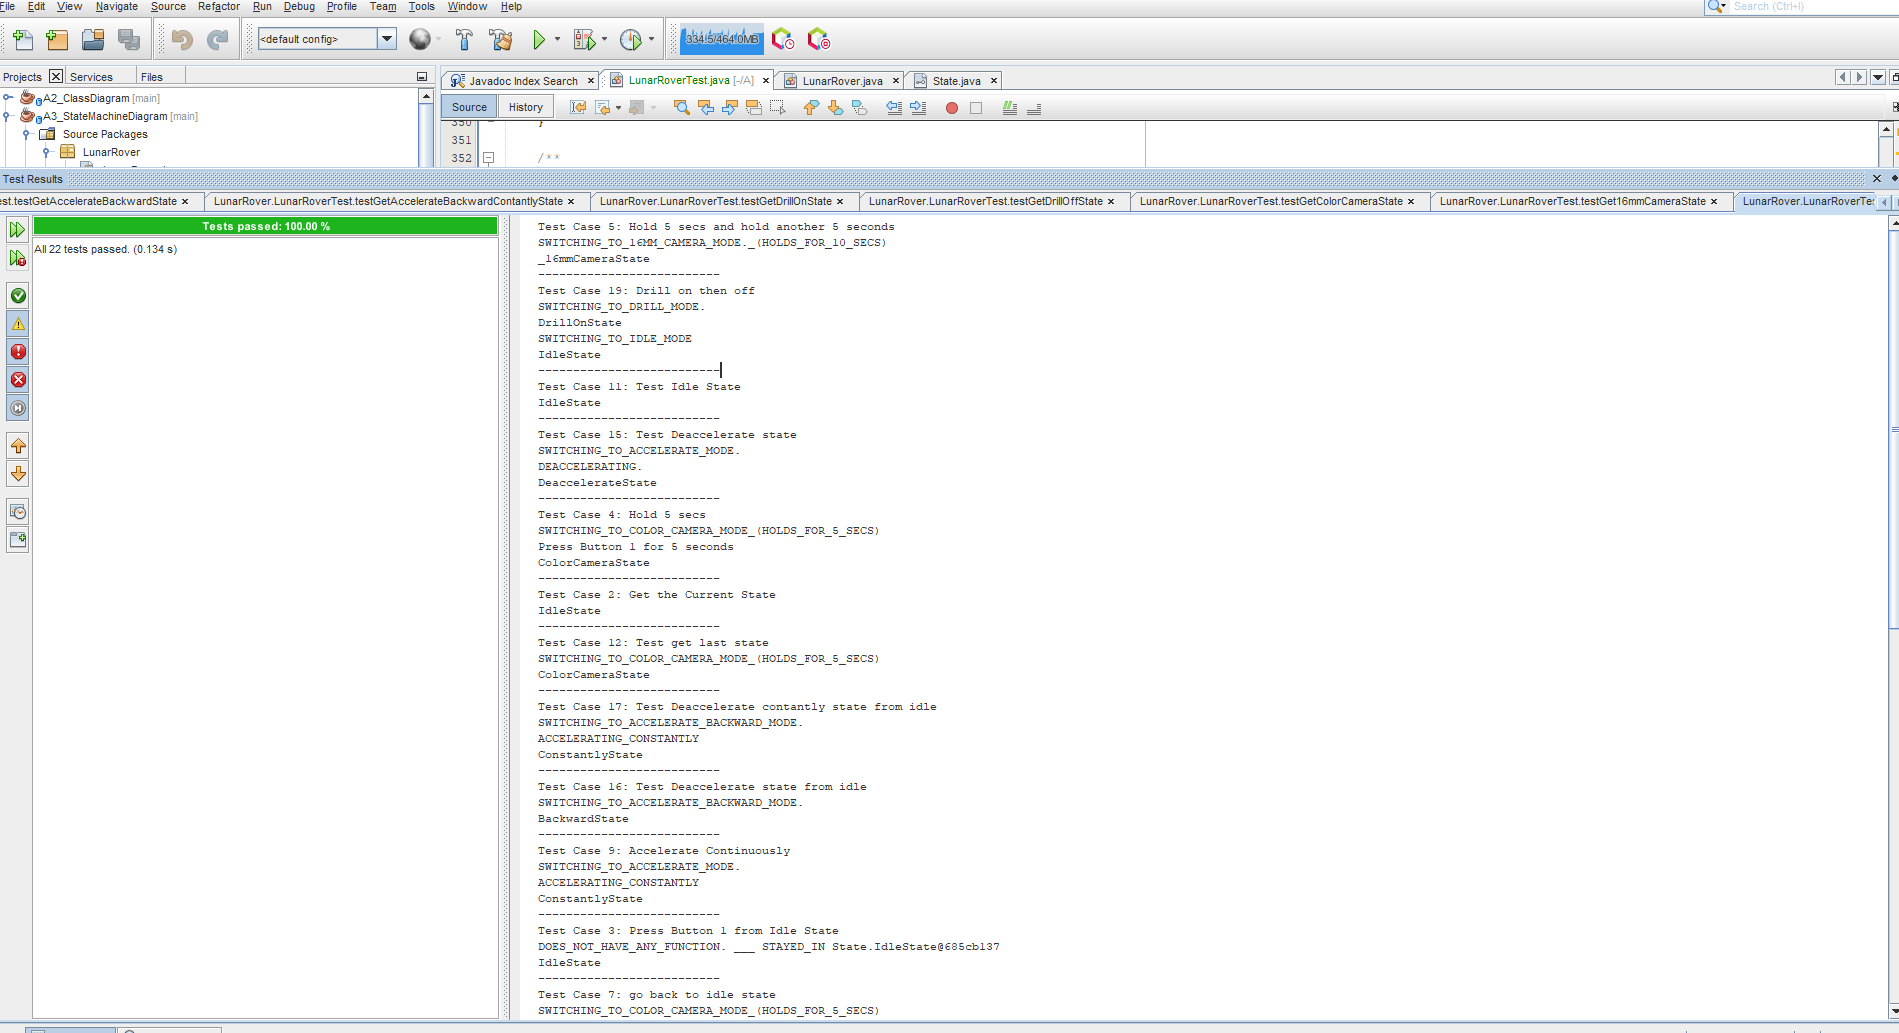 File Edit View Navigate Source Refactor Run Debug Profile Team Tools Window Help
Search (Ctrl+I)
<default config>
334.5/464.0MB
Projects Services Files
Javadoc Index Search LunarRoverTest.java [-/A] LunarRover.java State.java
A2_ClassDiagram [main]
A3_StateMachineDiagram [main]
Source Packages
LunarRover
Source History
350 }
351
352 /**
Test Results
st.testGetAccelerateBackwardState LunarRover.LunarRoverTest.testGetAccelerateBackwardContantlyState LunarRover.LunarRoverTest.testGetDrillOnState LunarRover.LunarRoverTest.testGetDrillOffState LunarRover.LunarRoverTest.testGetColorCameraState LunarRover.LunarRoverTest.testGet16mmCameraState LunarRover.LunarRoverTes
Tests passed: 100.00 %
All 22 tests passed. (0.134 s)
Test Case 5: Hold 5 secs and hold another 5 seconds
SWITCHING_TO_16MM_CAMERA_MODE._(HOLDS_FOR_10_SECS)
_16mmCameraState
--------------------------
Test Case 19: Drill on then off
SWITCHING_TO_DRILL_MODE.
DrillOnState
SWITCHING_TO_IDLE_MODE
IdleState
--------------------------
Test Case 11: Test Idle State
IdleState
--------------------------
Test Case 15: Test Deaccelerate state
SWITCHING_TO_ACCELERATE_MODE.
DEACCELERATING.
DeaccelerateState
--------------------------
Test Case 4: Hold 5 secs
SWITCHING_TO_COLOR_CAMERA_MODE_(HOLDS_FOR_5_SECS)
Press Button 1 for 5 seconds
ColorCameraState
--------------------------
Test Case 2: Get the Current State
IdleState
--------------------------
Test Case 12: Test get last state
SWITCHING_TO_COLOR_CAMERA_MODE_(HOLDS_FOR_5_SECS)
ColorCameraState
--------------------------
Test Case 17: Test Deaccelerate contantly state from idle
SWITCHING_TO_ACCELERATE_BACKWARD_MODE.
ACCELERATING_CONSTANTLY
ConstantlyState
--------------------------
Test Case 16: Test Deaccelerate state from idle
SWITCHING_TO_ACCELERATE_BACKWARD_MODE.
BackwardState
--------------------------
Test Case 9: Accelerate Continuously
SWITCHING_TO_ACCELERATE_MODE.
ACCELERATING_CONSTANTLY
ConstantlyState
--------------------------
Test Case 3: Press Button 1 from Idle State
DOES_NOT_HAVE_ANY_FUNCTION. ___ STAYED_IN State.IdleState@685cb137
IdleState
--------------------------
Test Case 7: go back to idle state
SWITCHING_TO_COLOR_CAMERA_MODE_(HOLDS_FOR_5_SECS)